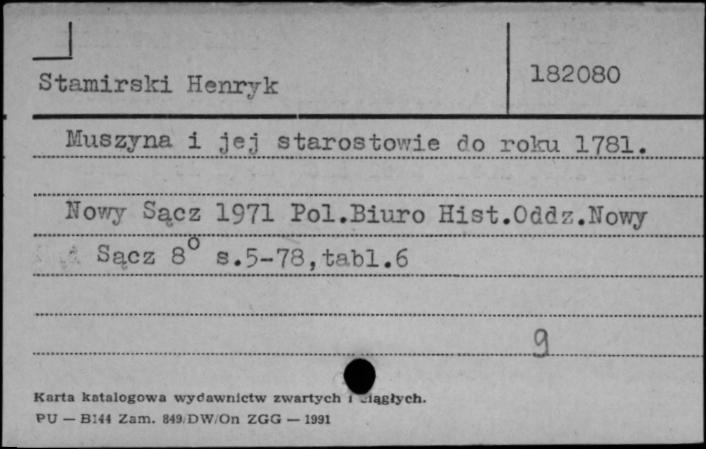 Stamirski Henryk
182080
Muszyna i jej starostowie do roku 1781.
Nowy Sącz 1971 Pol.Biuro Hist.Oddz.Nowy
Sącz 8° s.5-78,tabl.6
9
Karta katalogowa wydawnictw zwartych i ciągłych.
PU — B144 Zam. 849/DW/On ZGG — 1991